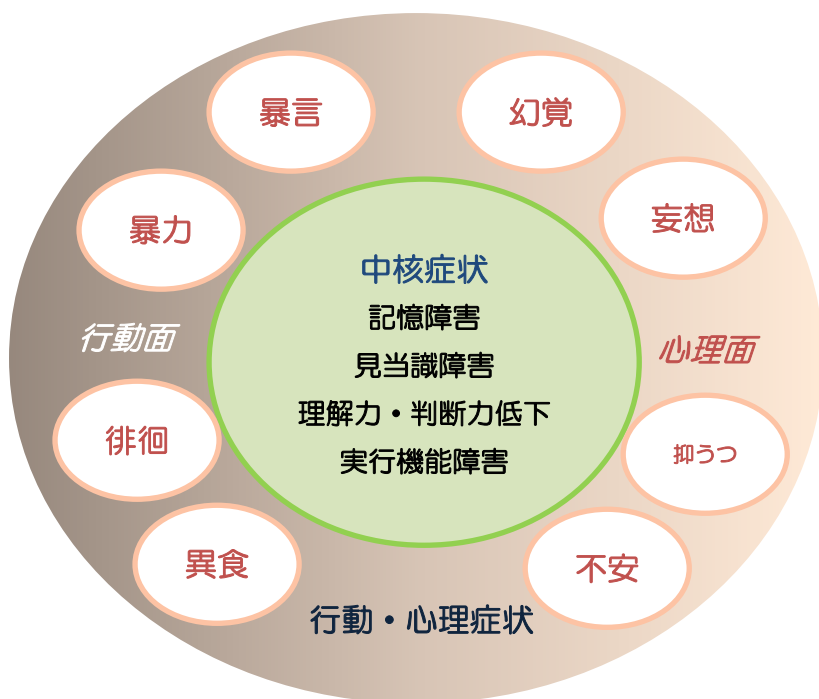 暴言
幻覚
暴力
妄想
中核症状
記憶障害
見当識障害
理解力・判断力低下
実行機能障害
行動面
心理面
徘徊
抑うつ
異食
不安
行動・心理症状